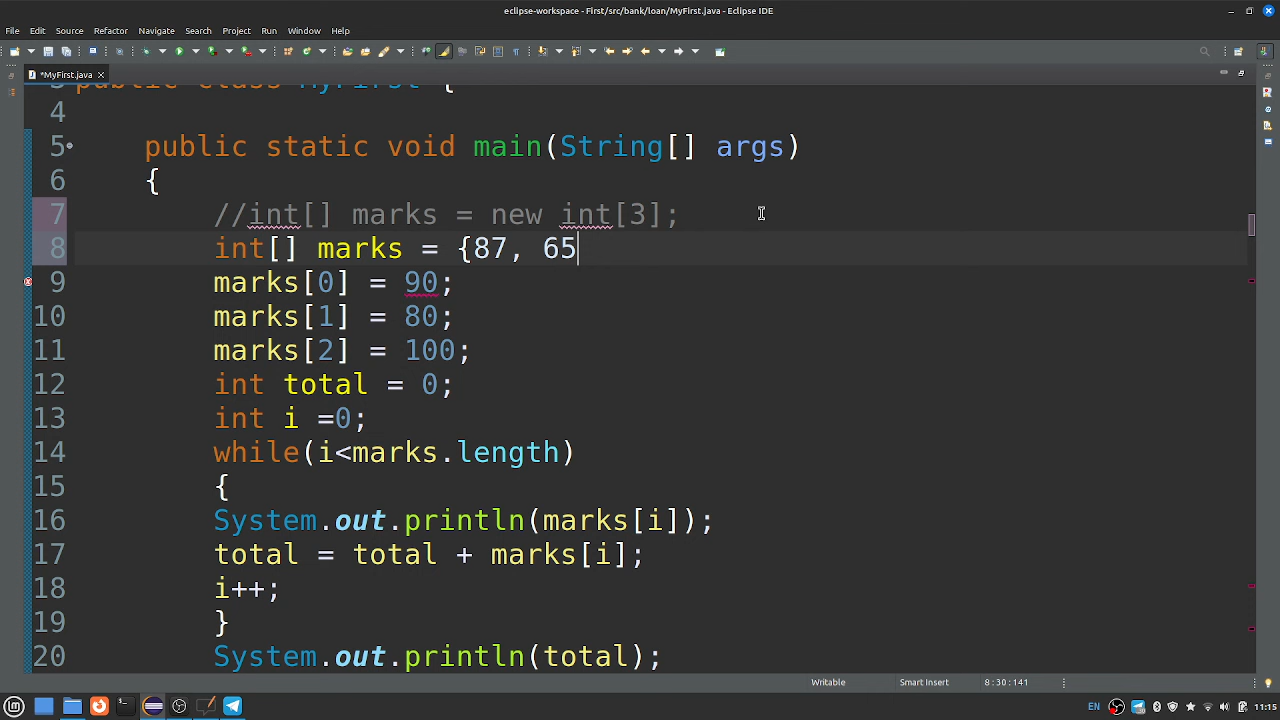 eclipse-workspace - First/src/bank/loan/MyFirst.java - Eclipse IDE
File Edit Source Refactor Navigate Search Project Run Window Help
*MyFirst.java
3 public class MyFirst {
4
5 public static void main(String[] args)
6 {
7 //int[] marks = new int[3];
8 int[] marks = {87, 65
9 marks[0] = 90;
10 marks[1] = 80;
11 marks[2] = 100;
12 int total = 0;
13 int i =0;
14 while(i<marks.length)
15 {
16 System.out.println(marks[i]);
17 total = total + marks[i];
18 i++;
19 }
20 System.out.println(total);
Writable Smart Insert 8:30:141
EN 11:15